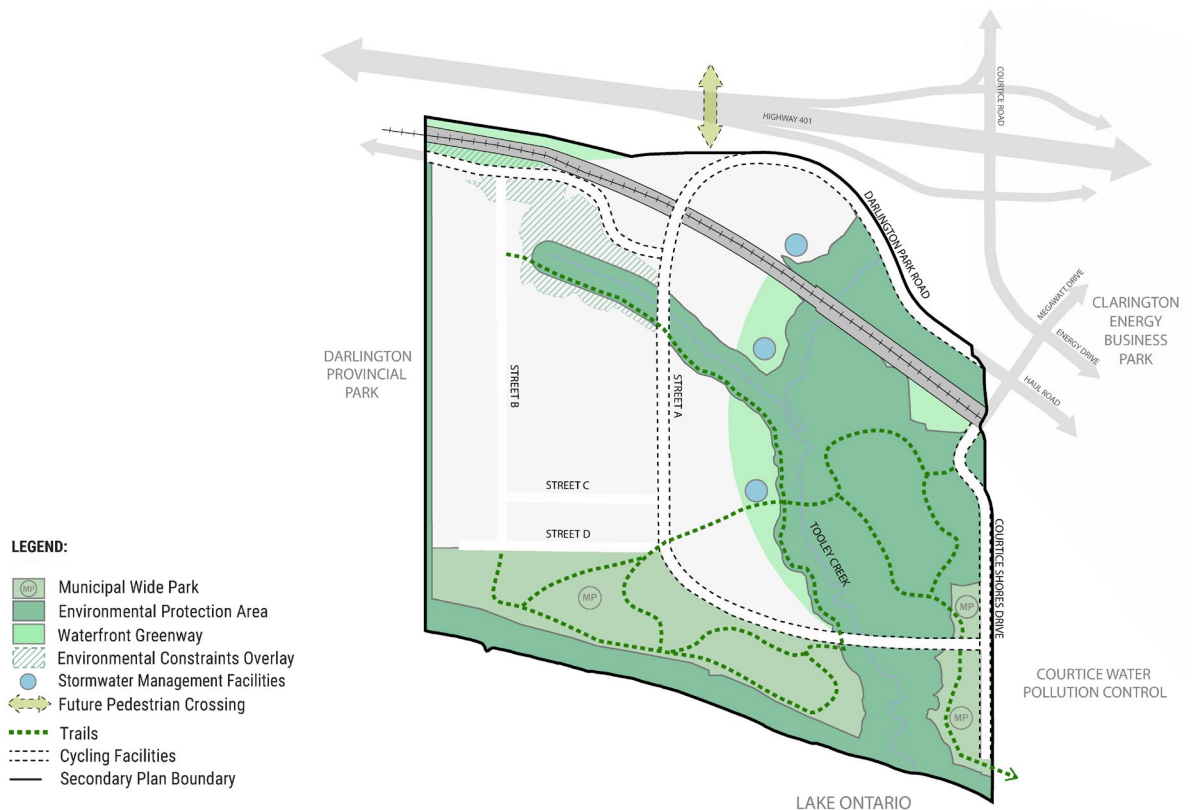 HIGHWAY 401
COURTICE ROAD
DARLINGTON PARK ROAD
MEGAWATT DRIVE
ENERGY DRIVE
HAUL ROAD
CLARINGTON
ENERGY
BUSINESS
PARK
DARLINGTON
PROVINCIAL
PARK
STREET B
STREET A
STREET C
STREET D
TOOLEY CREEK
COURTICE SHORES DRIVE
MP
MP
MP
COURTICE WATER
POLLUTION CONTROL
LAKE ONTARIO
LEGEND:
MP Municipal Wide Park
Environmental Protection Area
Waterfront Greenway
Environmental Constraints Overlay
Stormwater Management Facilities
Future Pedestrian Crossing
Trails
Cycling Facilities
Secondary Plan Boundary